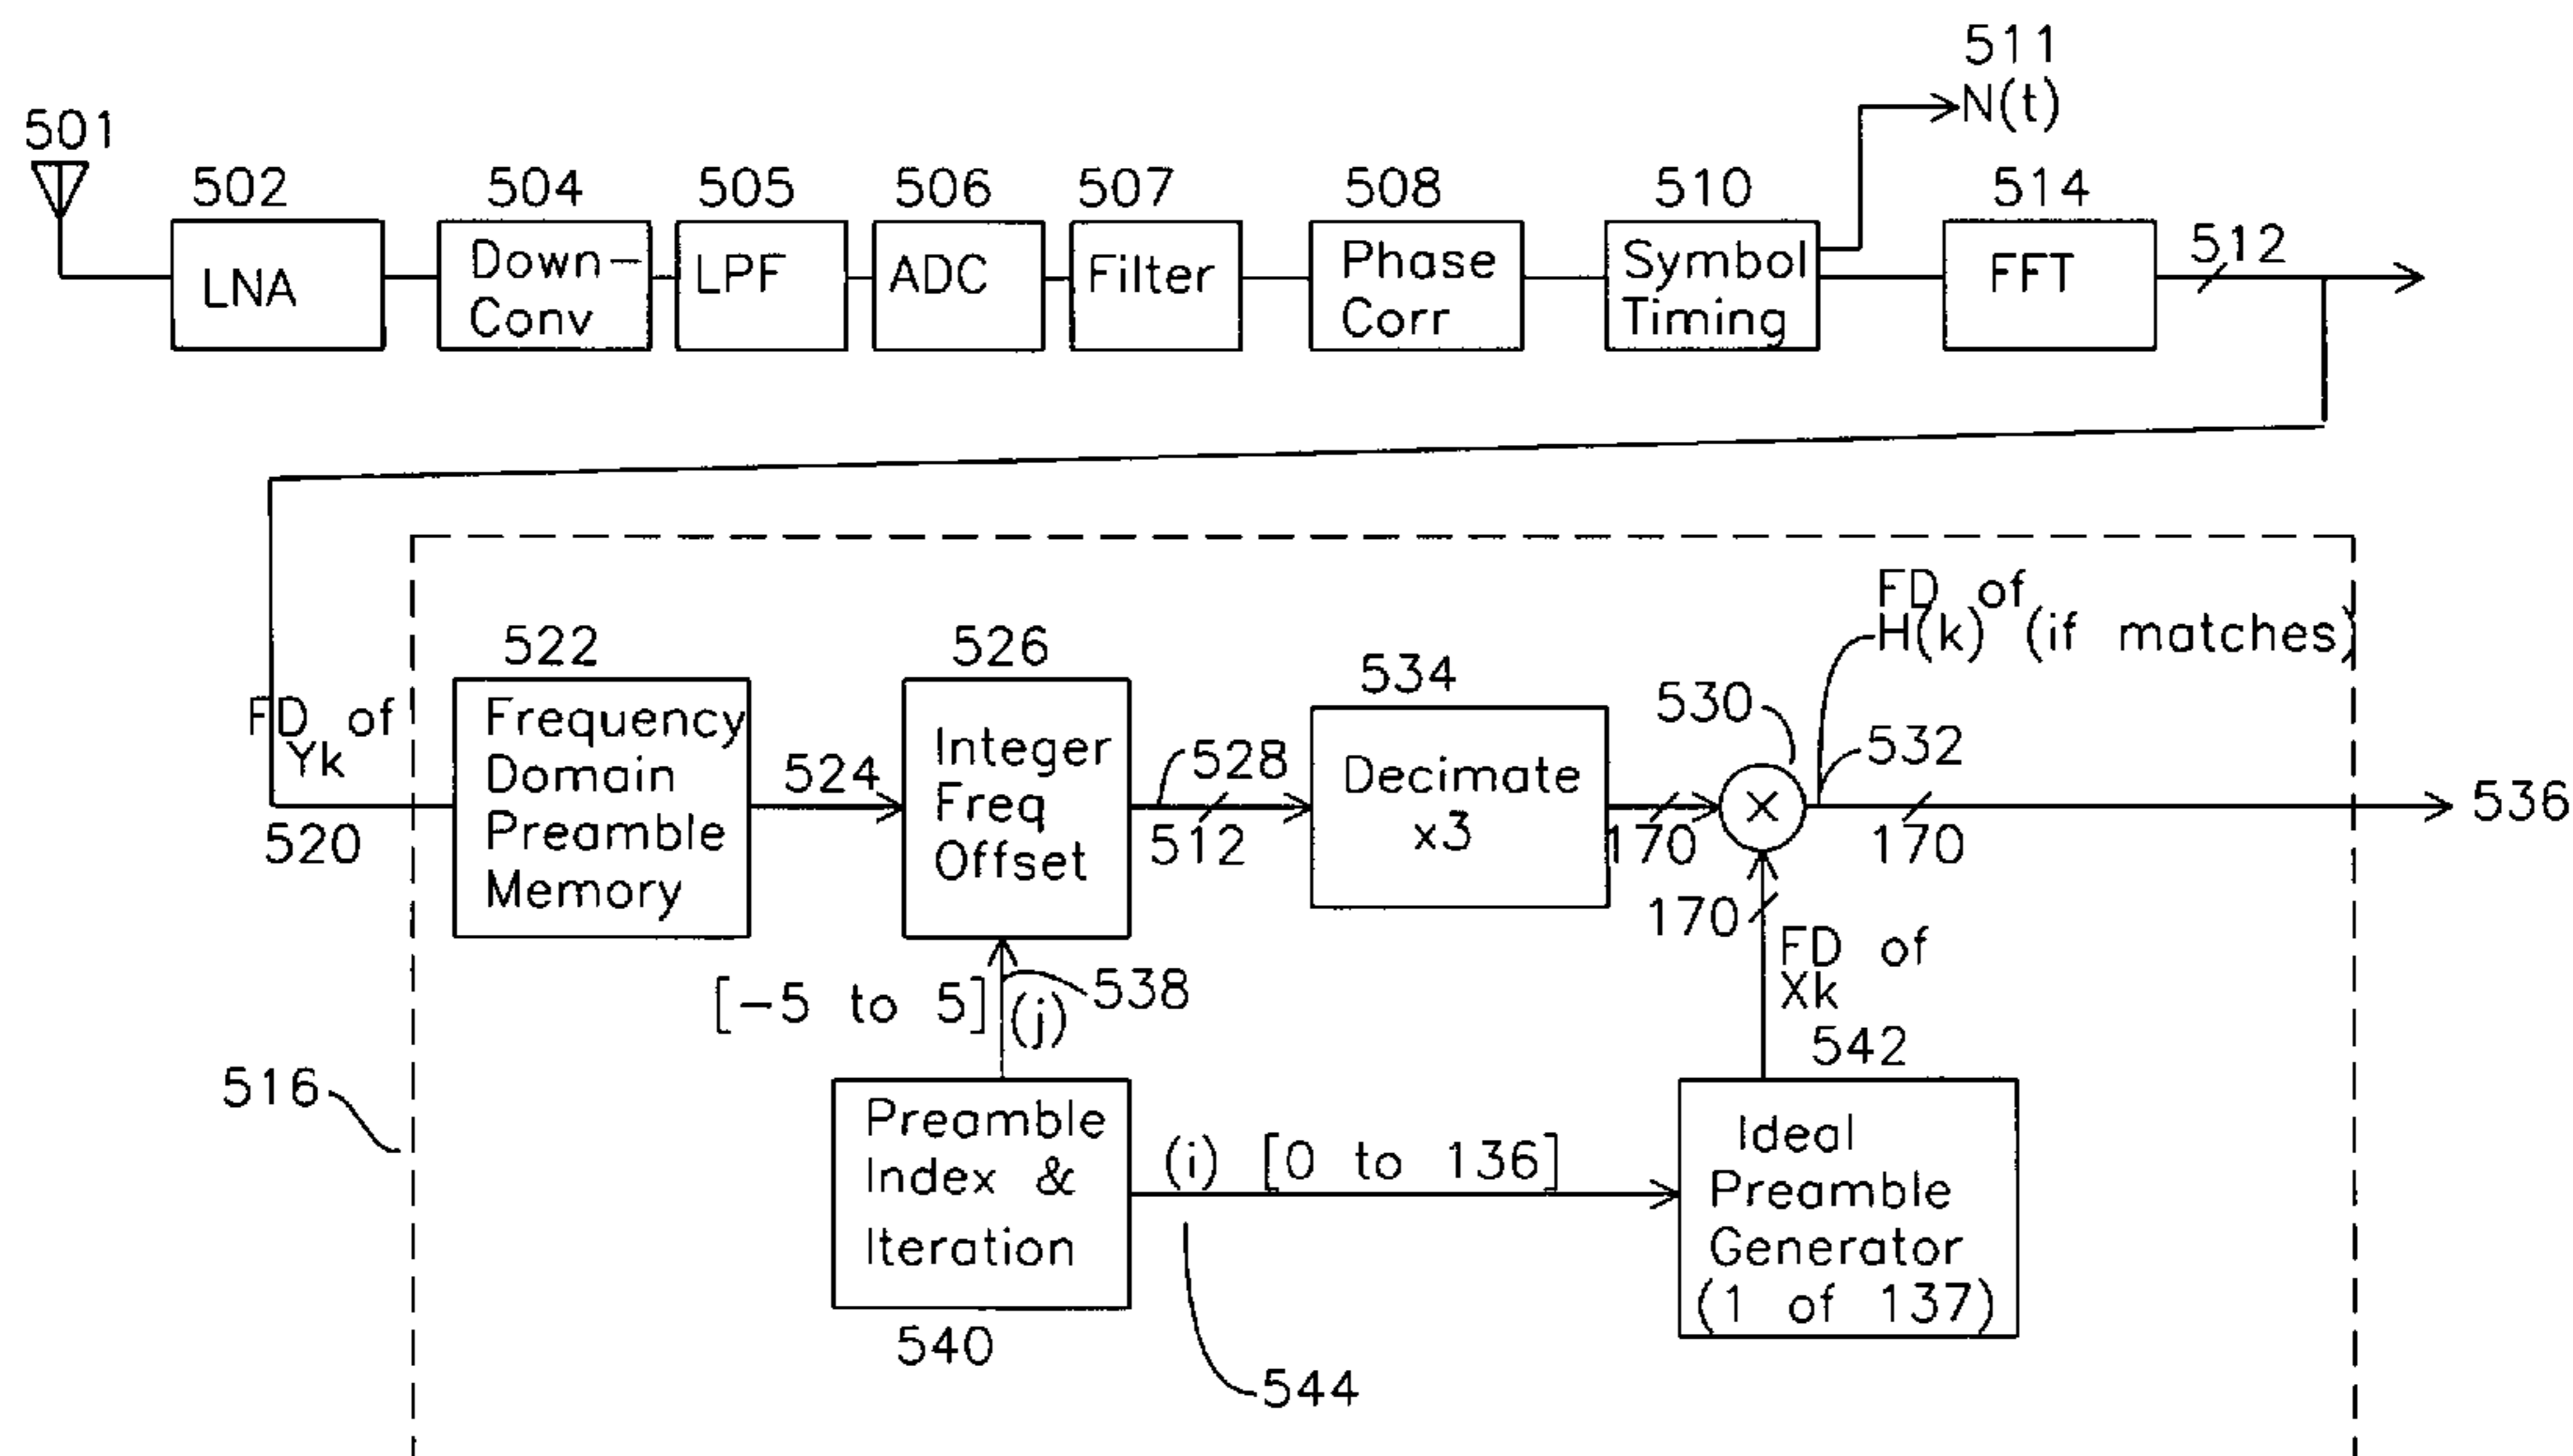 511
N(t)
501
502
504
505
506
507
508
510
514
512
LNA
Down-
Conv
LPF
ADC
Filter
Phase
Corr
Symbol
Timing
FFT
FD of
H(k) (if matches)
522
526
534
530
532
FD of
Yk
520
Frequency
Domain
Preamble
Memory
524
Integer
Freq
Offset
528
512
Decimate
x3
170
×
170
536
170
FD of
Xk
[-5 to 5] (j)
538
542
516
Preamble
Index &
Iteration
540
(i) [0 to 136]
544
Ideal
Preamble
Generator
(1 of 137)